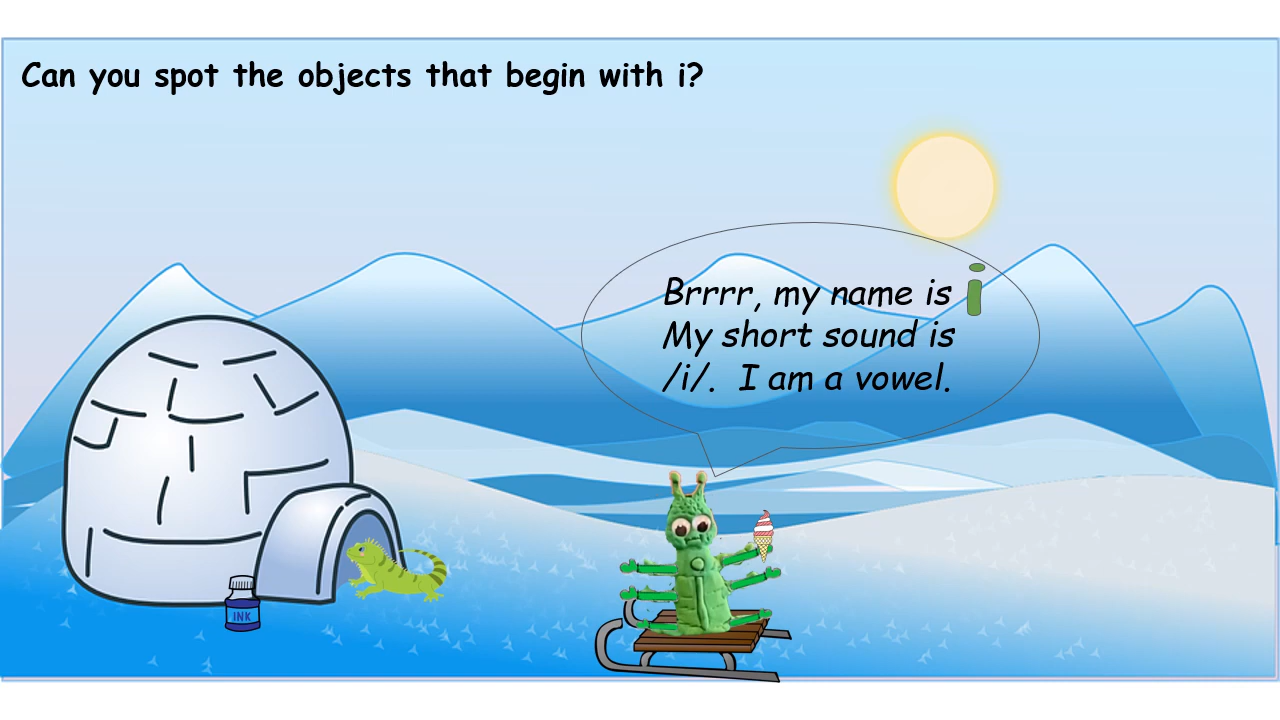 Can you spot the objects that begin with i?
Brrrr, my name is i
My short sound is
/i/. I am a vowel.
INK